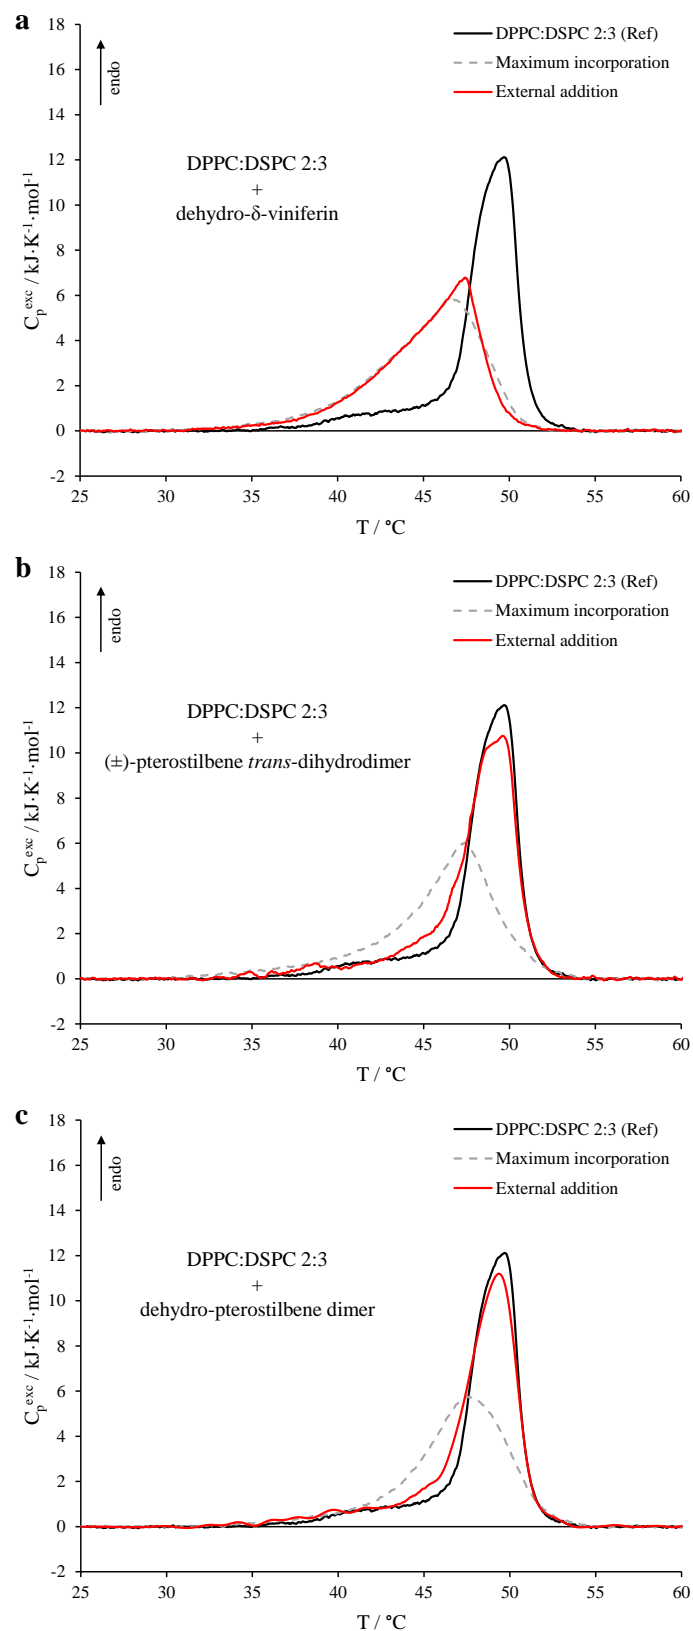 a
18
16
14
12
10
8
6
4
2
0
-2
C_p^exc / kJ·K⁻¹·mol⁻¹
endo
DPPC:DSPC 2:3 (Ref)
Maximum incorporation
External addition
DPPC:DSPC 2:3
+
dehydro-δ-viniferin
25 30 35 40 45 50 55 60
T / °C
b
18
16
14
12
10
8
6
4
2
0
-2
C_p^exc / kJ·K⁻¹·mol⁻¹
endo
DPPC:DSPC 2:3 (Ref)
Maximum incorporation
External addition
DPPC:DSPC 2:3
+
(±)-pterostilbene trans-dihydrodimer
25 30 35 40 45 50 55 60
T / °C
c
18
16
14
12
10
8
6
4
2
0
-2
C_p^exc / kJ·K⁻¹·mol⁻¹
endo
DPPC:DSPC 2:3 (Ref)
Maximum incorporation
External addition
DPPC:DSPC 2:3
+
dehydro-pterostilbene dimer
25 30 35 40 45 50 55 60
T / °C